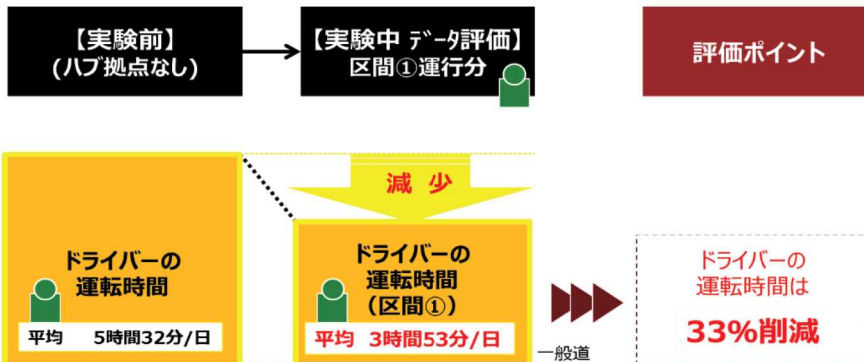 【実験前】
(ハブ拠点なし)
【実験中 ﾃﾞｰﾀ評価】
区間①運行分
評価ポイント
減 少
ドライバーの
運転時間
平均 5時間32分/日
ドライバーの
運転時間
（区間①）
平均 3時間53分/日
一般道
ドライバーの
運転時間は
33%削減